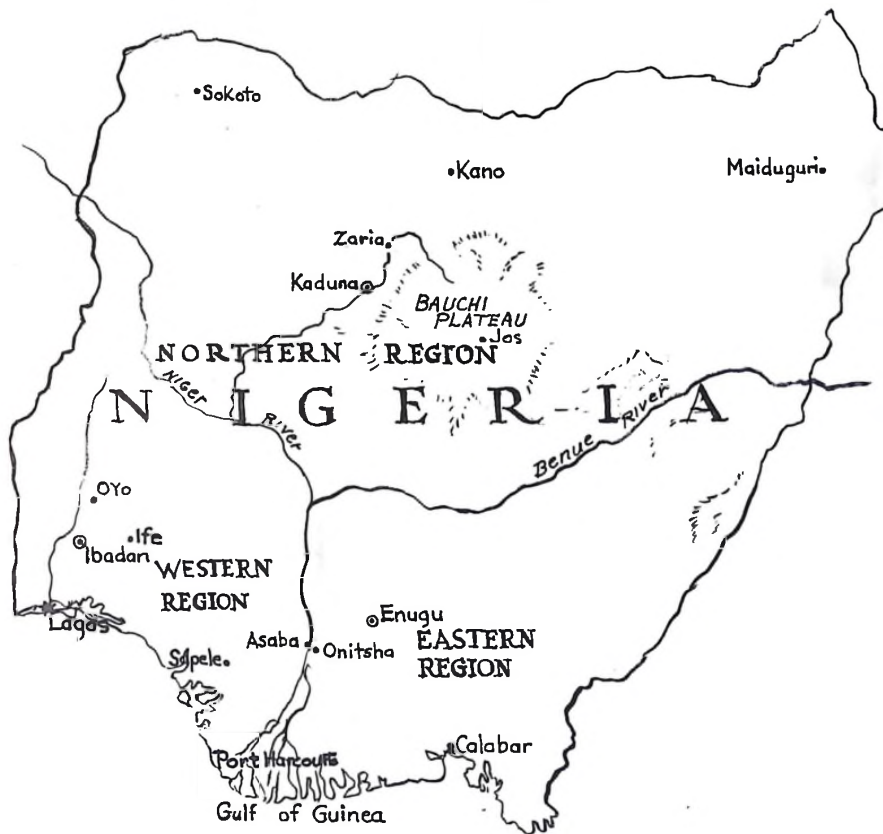 Sokoto
Kano
Maiduguri
Zaria
Kaduna
BAUCHI
PLATEAU
Jos
NORTHERN REGION
NIGER
NIGERIA
River
Benue River
OYO
Ife
Ibadan
WESTERN
REGION
Lagos
Enugu
Asaba
Onitsha
EASTERN
REGION
Sapele
Calabar
Port Harcourt
Gulf of Guinea